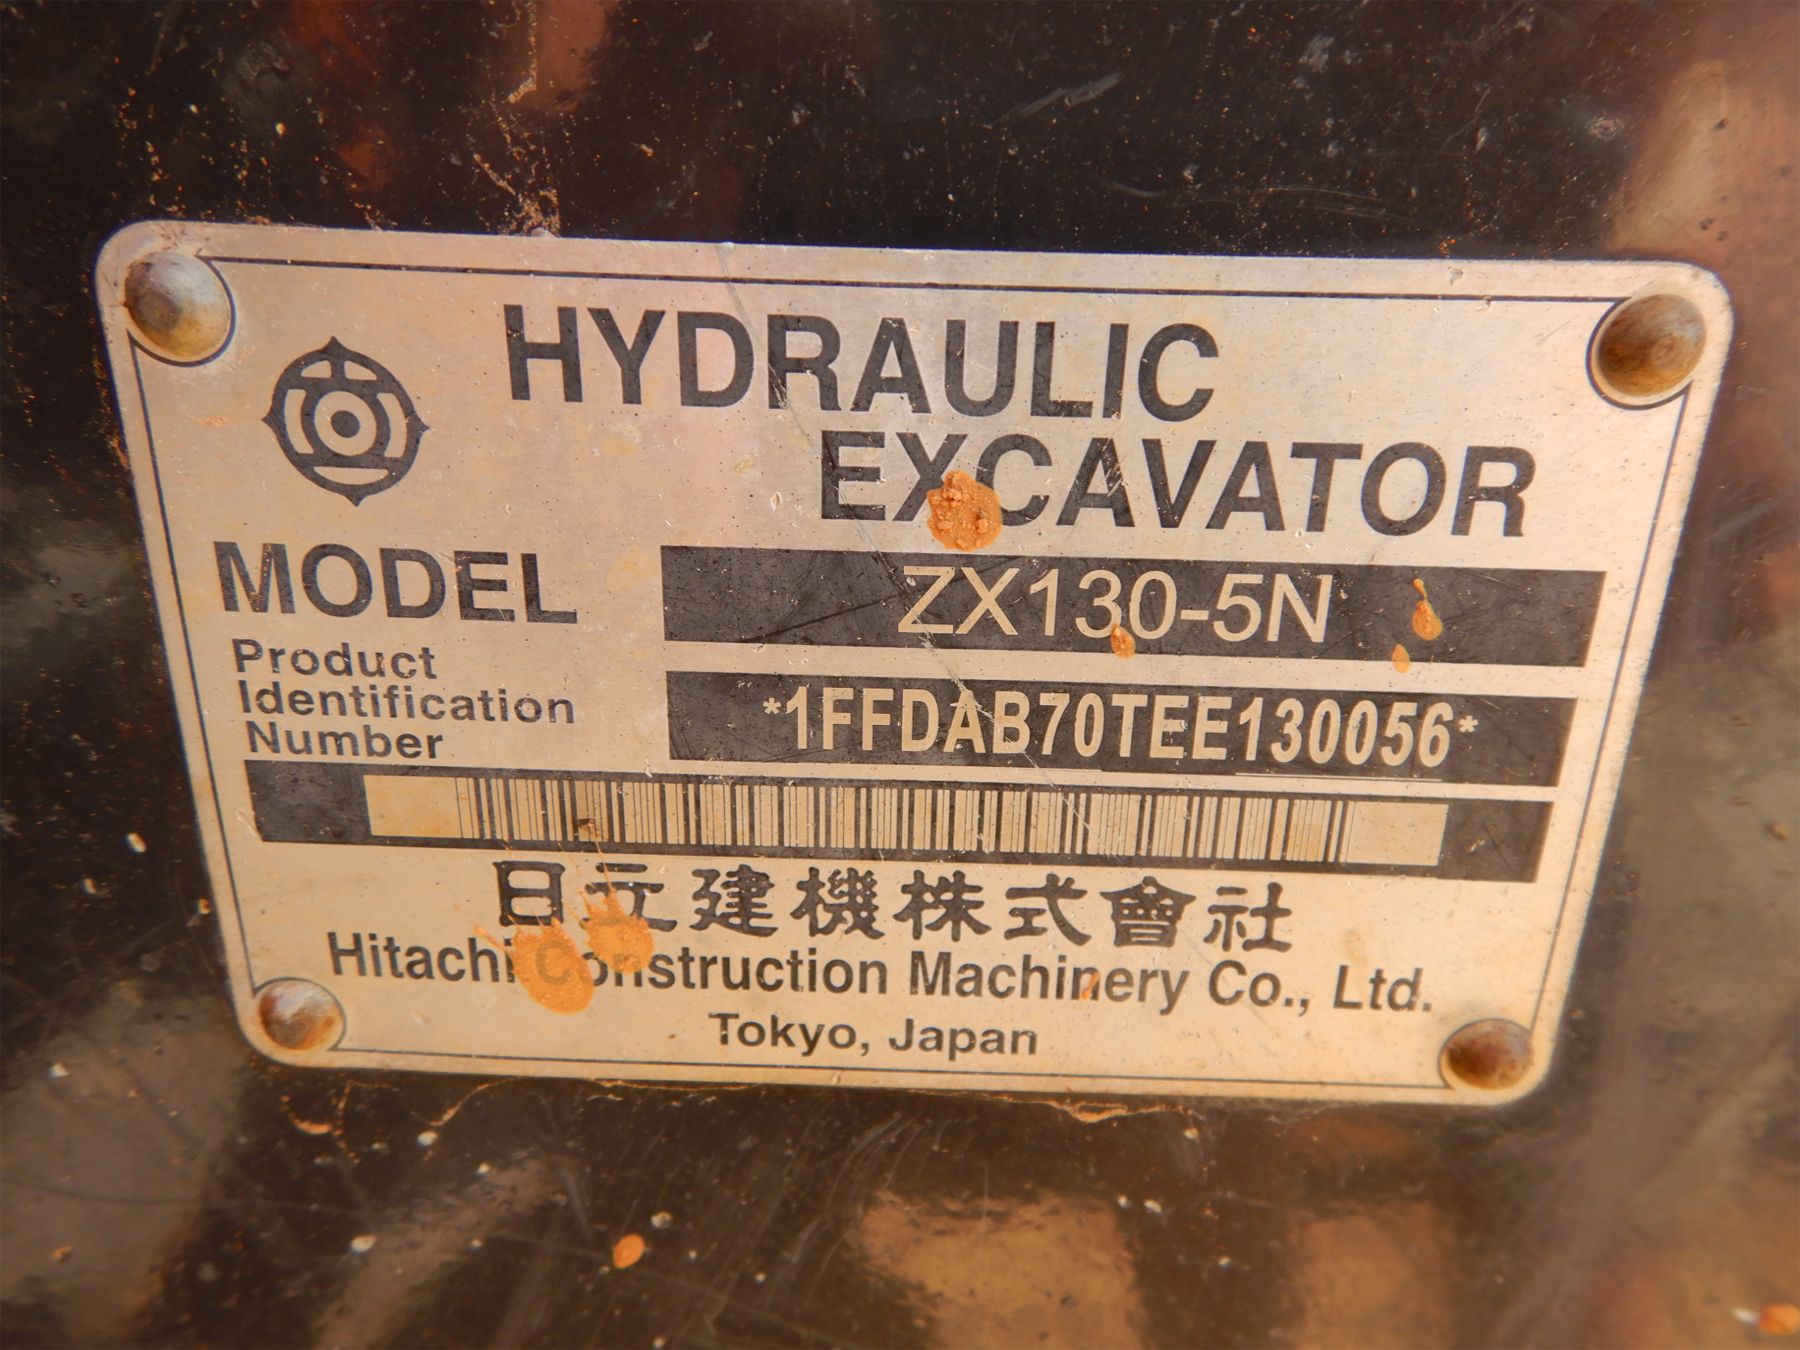 HYDRAULIC
EXCAVATOR
MODEL ZX130-5N
Product
Identification
Number
*1FFDAB70TEE130056*
日立建機株式會社
Hitachi Construction Machinery Co., Ltd.
Tokyo, Japan